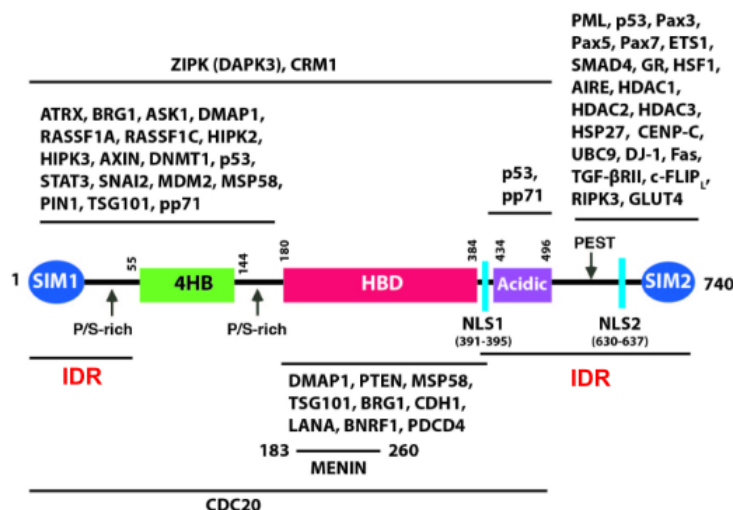 ZIPK (DAPK3), CRM1
PML, p53, Pax3,
Pax5, Pax7, ETS1,
SMAD4, GR, HSF1,
AIRE, HDAC1,
HDAC2, HDAC3,
HSP27, CENP-C,
UBC9, DJ-1, Fas,
TGF-βRII, c-FLIPL,
RIPK3, GLUT4
ATRX, BRG1, ASK1, DMAP1,
RASSF1A, RASSF1C, HIPK2,
HIPK3, AXIN, DNMT1, p53,
STAT3, SNAI2, MDM2, MSP58,
PIN1, TSG101, pp71
p53,
pp71
55
144
180
384
434
496
PEST
1
SIM1
4HB
HBD
Acidic
SIM2
740
P/S-rich
P/S-rich
NLS1
(391-395)
NLS2
(630-637)
IDR
IDR
DMAP1, PTEN, MSP58,
TSG101, BRG1, CDH1,
LANA, BNRF1, PDCD4
183
260
MENIN
CDC20